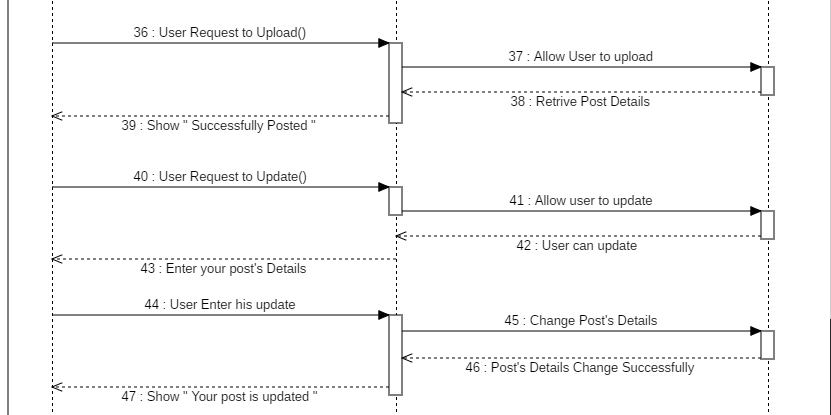 36 : User Request to Upload()
37 : Allow User to upload
38 : Retrive Post Details
39 : Show " Successfully Posted "
40 : User Request to Update()
41 : Allow user to update
42 : User can update
43 : Enter your post's Details
44 : User Enter his update
45 : Change Post's Details
46 : Post's Details Change Successfully
47 : Show " Your post is updated "